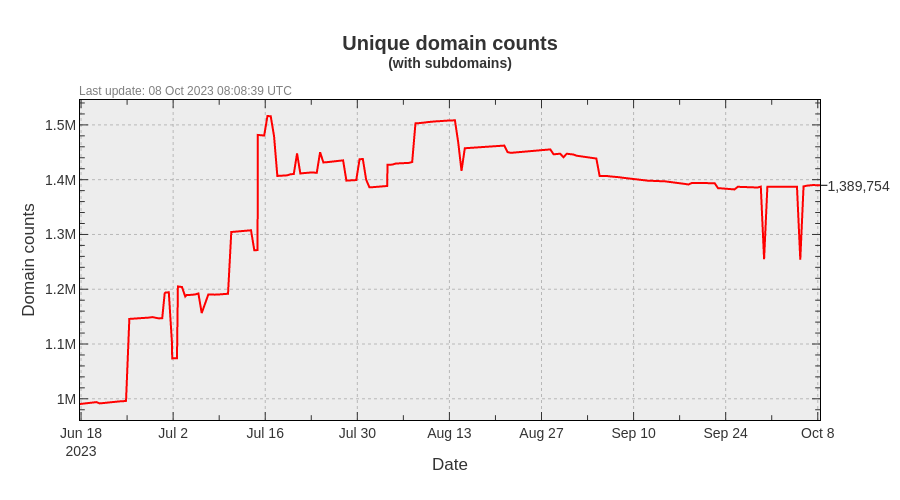 Unique domain counts
(with subdomains)
Last update: 08 Oct 2023 08:08:39 UTC
1.5M
1.4M
1.3M
1.2M
1.1M
1M
Domain counts
1,389,754
Jun 18 Jul 2 Jul 16 Jul 30 Aug 13 Aug 27 Sep 10 Sep 24 Oct 8
2023
Date